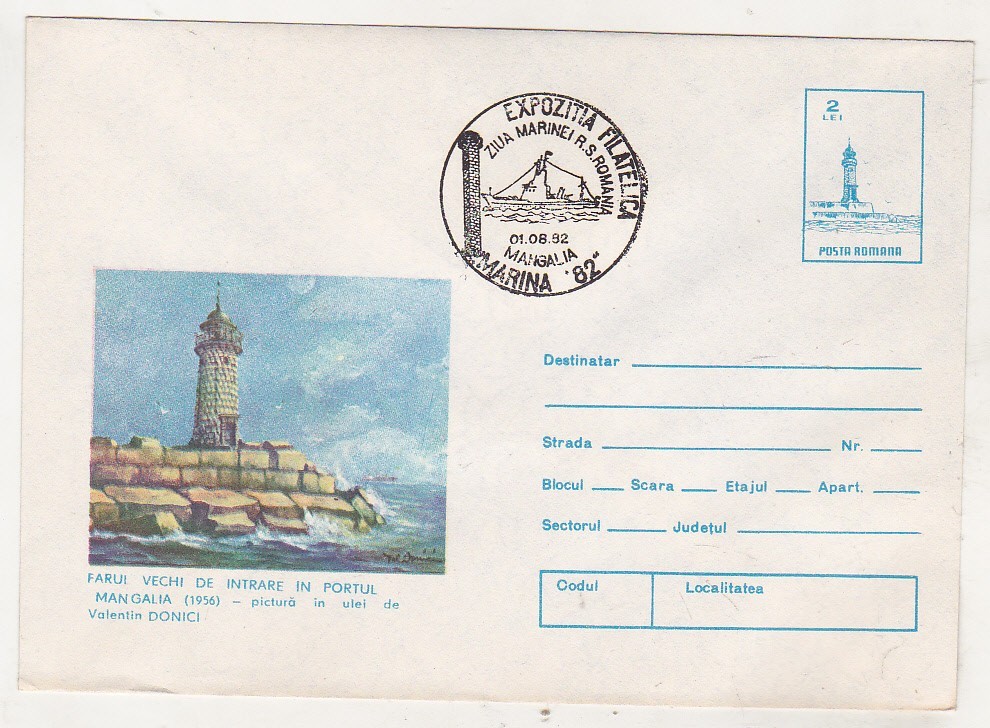 EXPOZITIA FILATELICA
ZIUA MARINEI R.S.ROMANIA
01.08.82
MANGALIA
"MARINA '82"
2
LEI
POSTA ROMANA
FARUL VECHI DE INTRARE IN PORTUL
MANGALIA (1956) – pictură în ulei de
Valentin DONICI
Destinatar
Strada Nr.
Blocul Scara Etajul Apart.
Sectorul Județul
Codul Localitatea